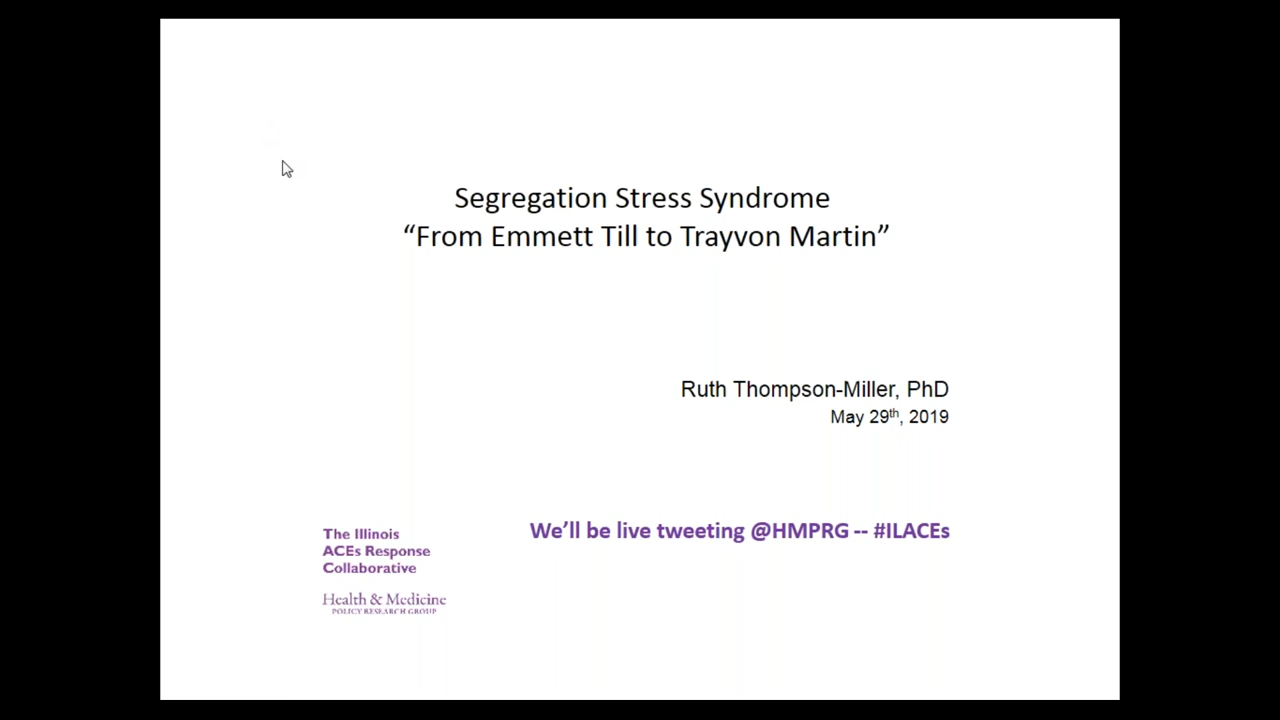 Segregation Stress Syndrome
“From Emmett Till to Trayvon Martin”
Ruth Thompson-Miller, PhD
May 29th, 2019
We’ll be live tweeting @HMPRG -- #ILACEs
The Illinois
ACEs Response
Collaborative
Health & Medicine
POLICY RESEARCH GROUP